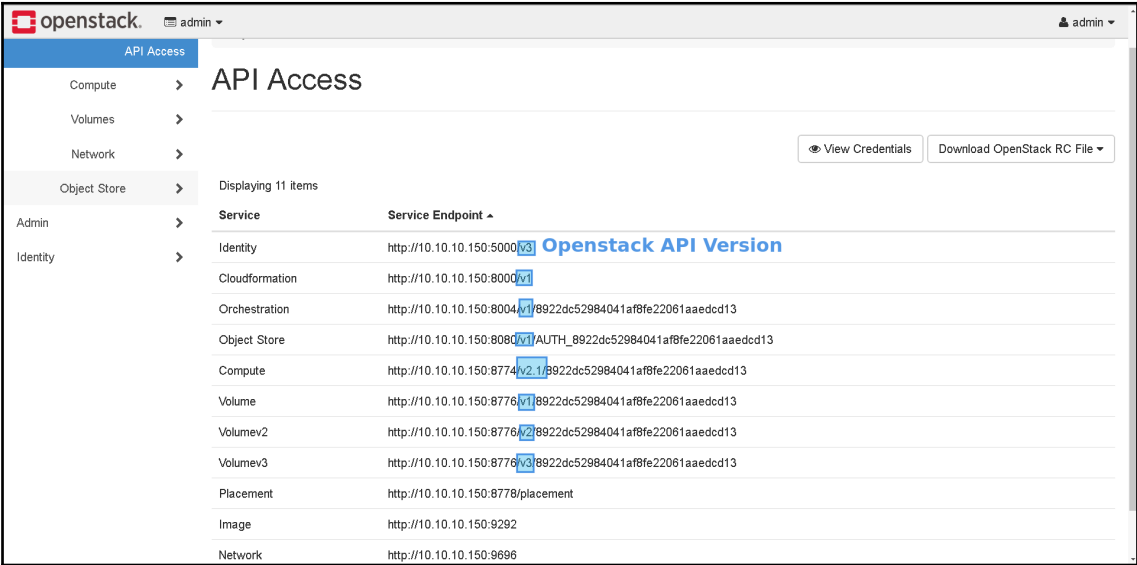 openstack. admin admin
API Access
Compute
Volumes
Network
Object Store
Admin
Identity
API Access
View Credentials Download OpenStack RC File
Displaying 11 items
Service Service Endpoint
Identity http://10.10.10.150:5000/v3 Openstack API Version
Cloudformation http://10.10.10.150:8000/v1
Orchestration http://10.10.10.150:8004/v1/8922dc52984041af8fe22061aaedcd13
Object Store http://10.10.10.150:8080/v1/AUTH_8922dc52984041af8fe22061aaedcd13
Compute http://10.10.10.150:8774/v2.1/8922dc52984041af8fe22061aaedcd13
Volume http://10.10.10.150:8776/v1/8922dc52984041af8fe22061aaedcd13
Volumev2 http://10.10.10.150:8776/v2/8922dc52984041af8fe22061aaedcd13
Volumev3 http://10.10.10.150:8776/v3/8922dc52984041af8fe22061aaedcd13
Placement http://10.10.10.150:8778/placement
Image http://10.10.10.150:9292
Network http://10.10.10.150:9696